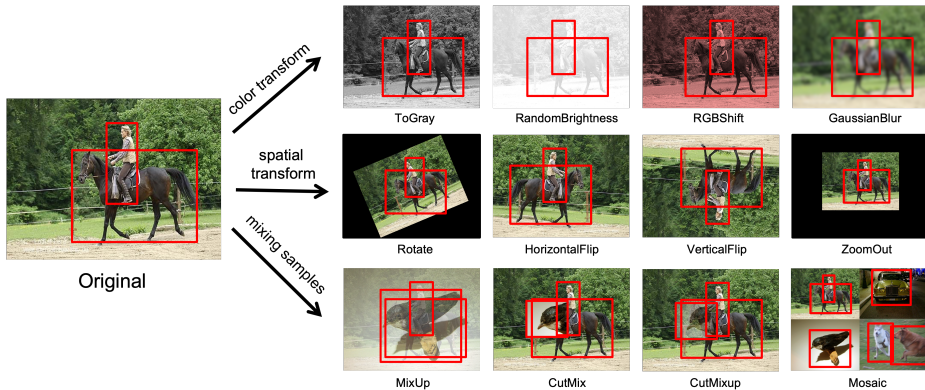 color transform
ToGray
RandomBrightness
RGBShift
GaussianBlur
spatial
transform
Rotate
HorizontalFlip
VerticalFlip
ZoomOut
Original
mixing samples
MixUp
CutMix
CutMixup
Mosaic